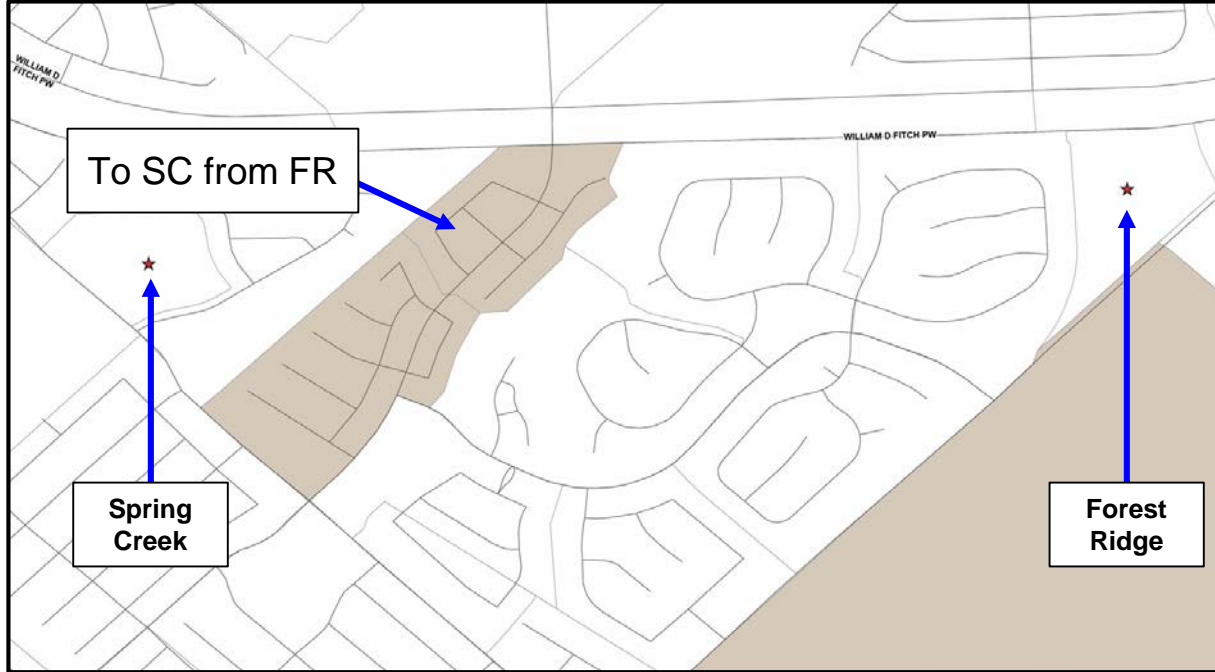 WILLIAM D
FITCH PW
WILLIAM D FITCH PW
To SC from FR
Spring
Creek
Forest
Ridge